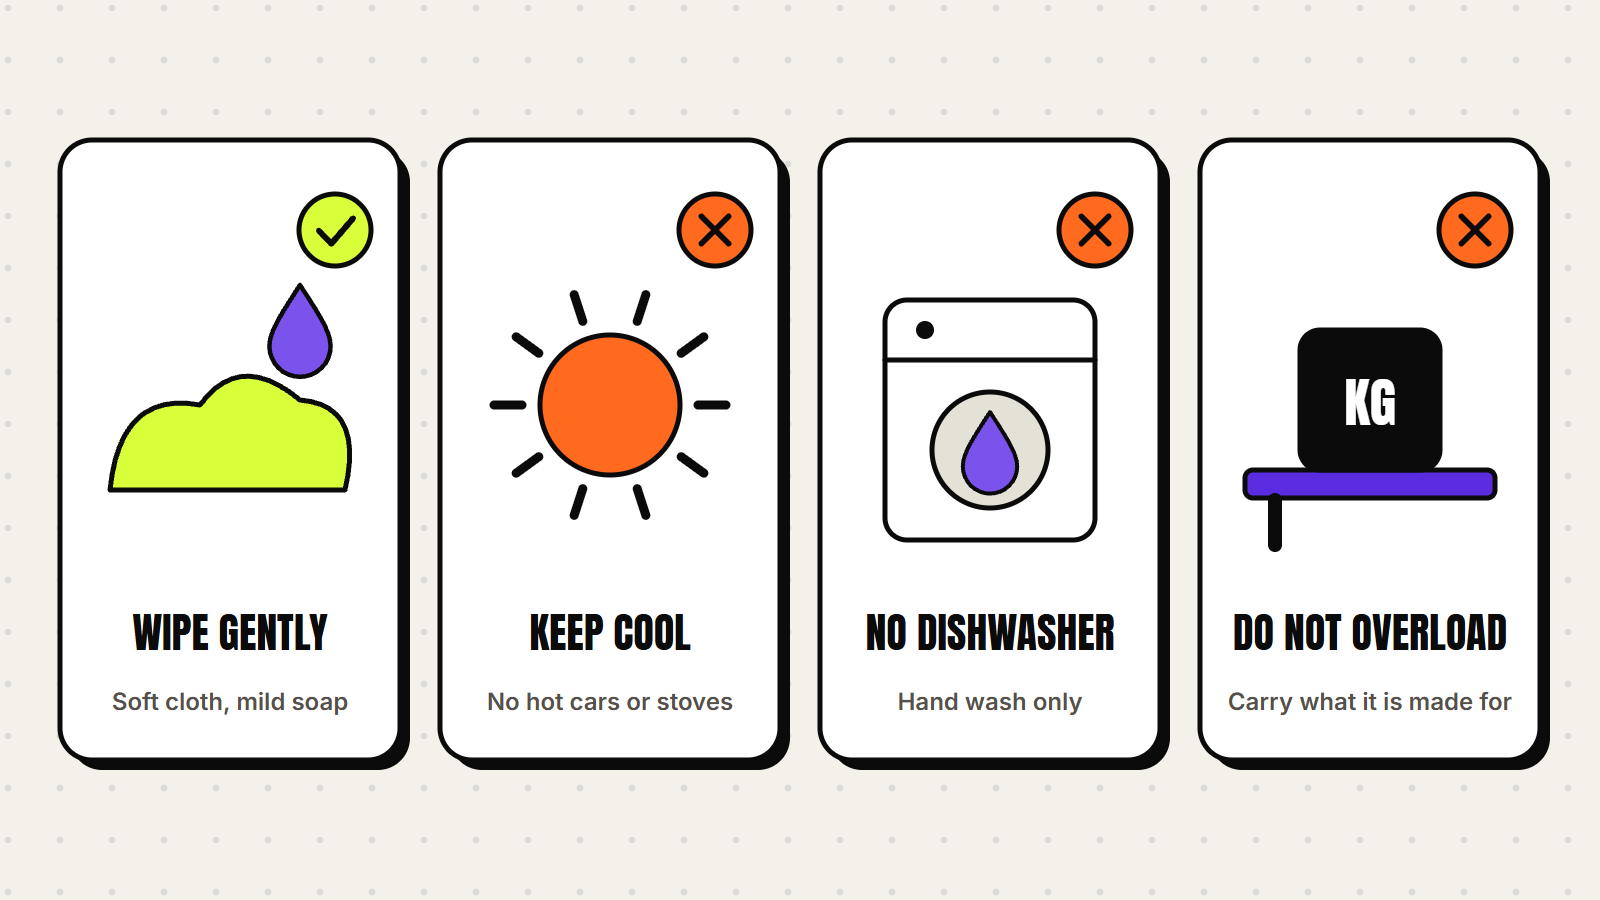 WIPE GENTLY
Soft cloth, mild soap
KEEP COOL
No hot cars or stoves
NO DISHWASHER
Hand wash only
KG
DO NOT OVERLOAD
Carry what it is made for